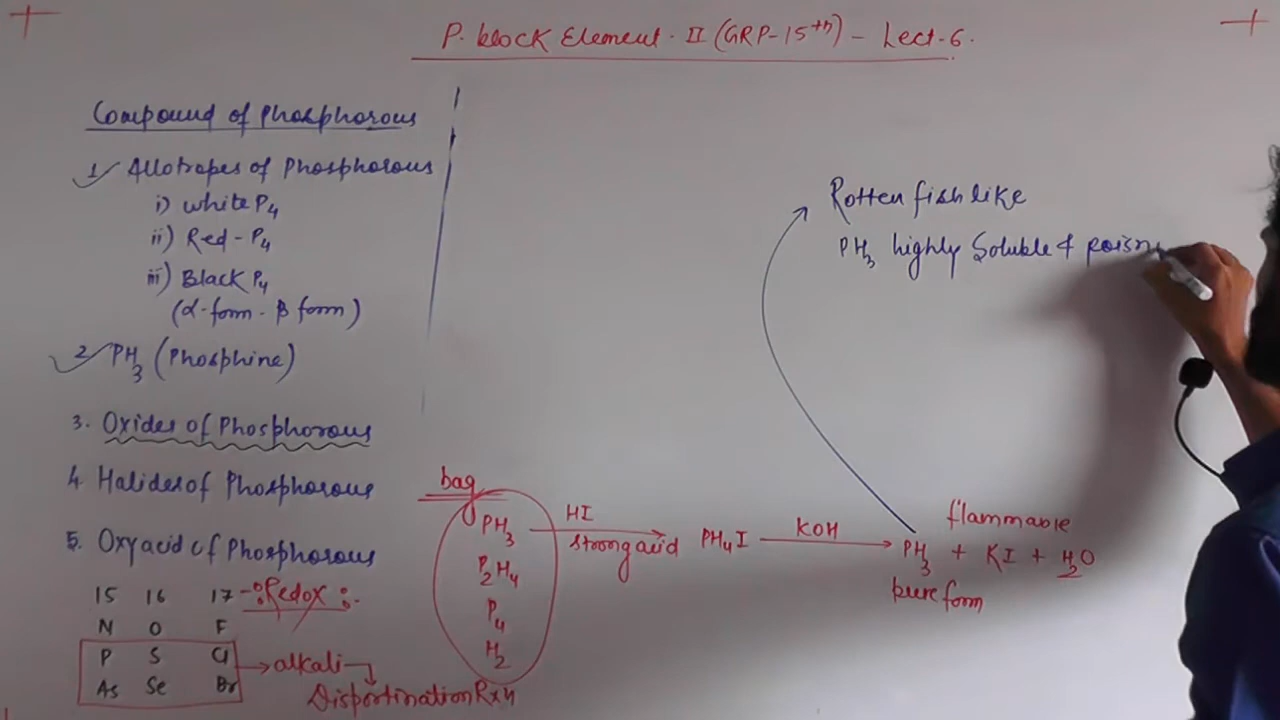 P. block Element - II (GRP-15th) - Lect-6.
Compound of Phosphorous
1 Allotropes of Phosphorous
i) white P4
ii) Red - P4
iii) Black P4
(α-form - β form)
2 PH3 (Phosphine)
3. Oxides of Phosphorous
4. Halides of Phosphorous
5. Oxyacid of Phosphorous
15 16 17 -: Redox :-
N O F
P S Cl → alkali
As Se Br
Disportination Rxn
bag
PH3
P2H4
P4
H2
HI
strong acid
PH4I
KOH
PH3 + KI + H2O
pure form
flammable
Rotten fish like
PH3 highly Soluble & poisn